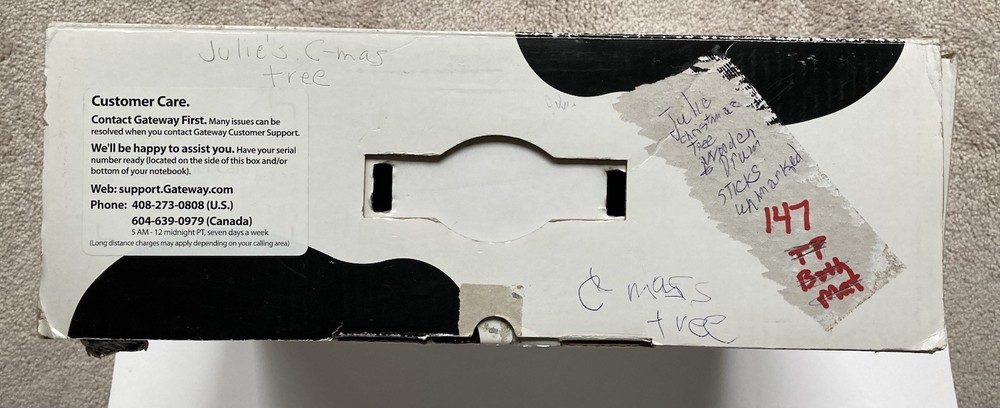 Julie's C-mas
tree
Customer Care.
Contact Gateway First. Many issues can be
resolved when you contact Gateway Customer Support.
We'll be happy to assist you. Have your serial
number ready (located on the side of this box and/or
bottom of your notebook).
Web: support.Gateway.com
Phone: 408-273-0808 (U.S.)
604-639-0979 (Canada)
5 AM - 12 midnight PT, seven days a week
(Long distance charges may apply depending on your calling area)
Julie
Christmas
tree
wooden
Drum
STICKS
unmarked
147
TP
Both
Mat
C-mass
tree